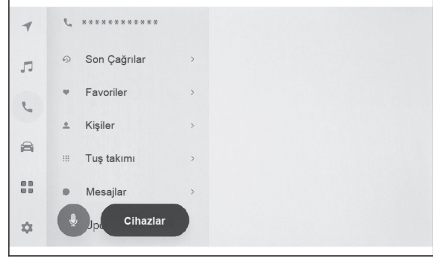 ************
Son Çağrılar
Favoriler
Kişiler
Tuş takımı
Mesajlar
Cihazlar